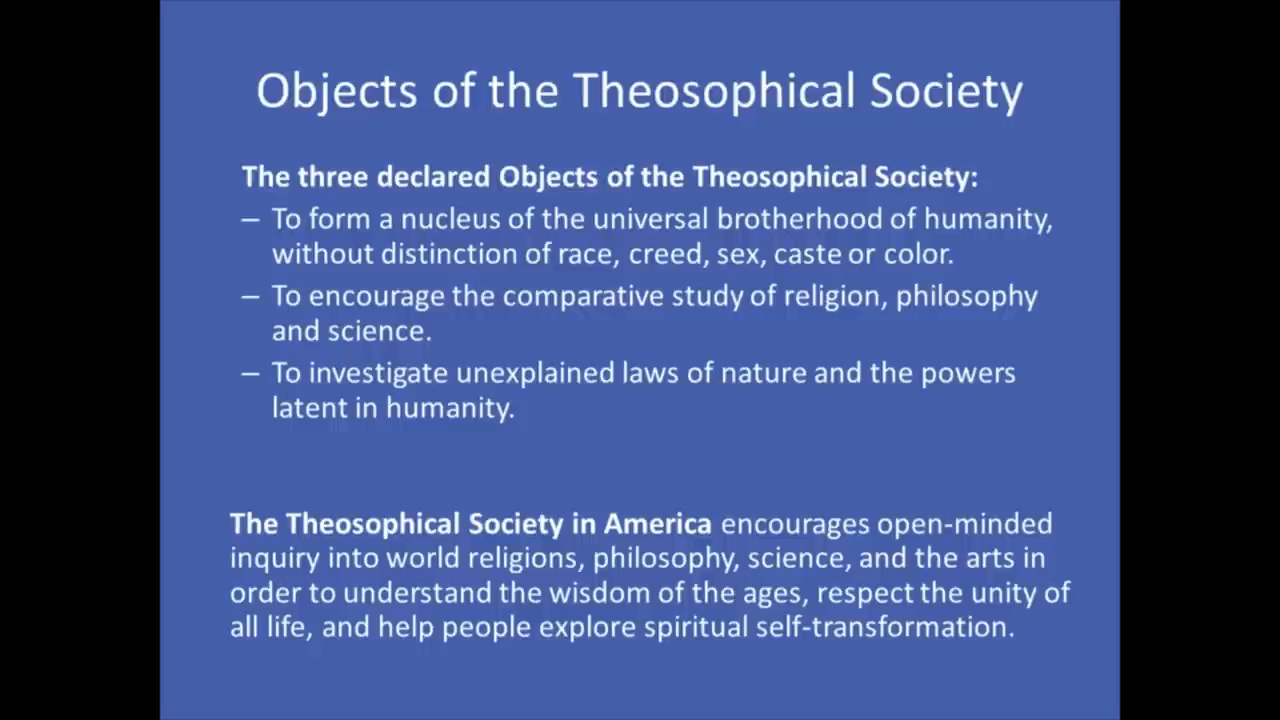 Objects of the Theosophical Society
The three declared Objects of the Theosophical Society:
– To form a nucleus of the universal brotherhood of humanity,
without distinction of race, creed, sex, caste or color.
– To encourage the comparative study of religion, philosophy
and science.
– To investigate unexplained laws of nature and the powers
latent in humanity.
The Theosophical Society in America encourages open-minded
inquiry into world religions, philosophy, science, and the arts in
order to understand the wisdom of the ages, respect the unity of
all life, and help people explore spiritual self-transformation.